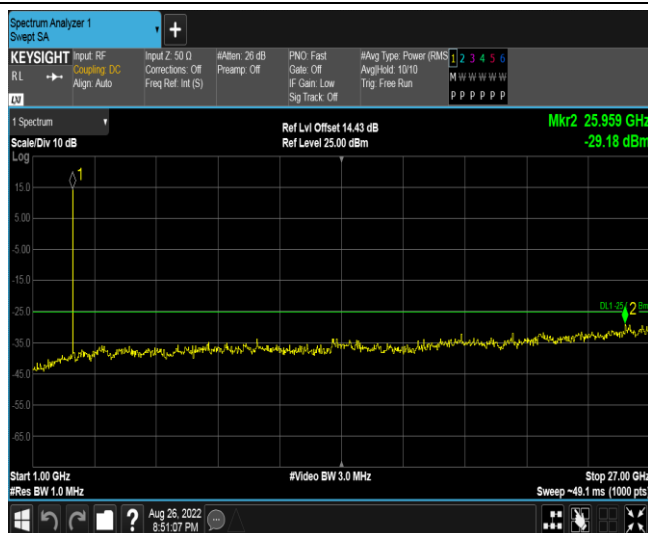 Spectrum Analyzer 1
Swept SA
+
KEYSIGHT
RL
LXI
Input: RF
Coupling: DC
Align: Auto
Input Z: 50 Ω
Corrections: Off
Freq Ref: Int (S)
#Atten: 26 dB
Preamp: Off
PNO: Fast
Gate: Off
IF Gain: Low
Sig Track: Off
#Avg Type: Power (RMS
Avg|Hold: 10/10
Trig: Free Run
1 2 3 4 5 6
M W W W W W
P P P P P P
1 Spectrum
Scale/Div 10 dB
Log
Ref Lvl Offset 14.43 dB
Ref Level 25.00 dBm
Mkr2 25.959 GHz
-29.18 dBm
1
15.0
5.00
-5.00
-15.0
-25.0
DL1 -25
2
Bm
-35.0
-45.0
-55.0
-65.0
Start 1.00 GHz
#Res BW 1.0 MHz
#Video BW 3.0 MHz
Stop 27.00 GHz
Sweep ~49.1 ms (1000 pts)
?
Aug 26, 2022
8:51:07 PM